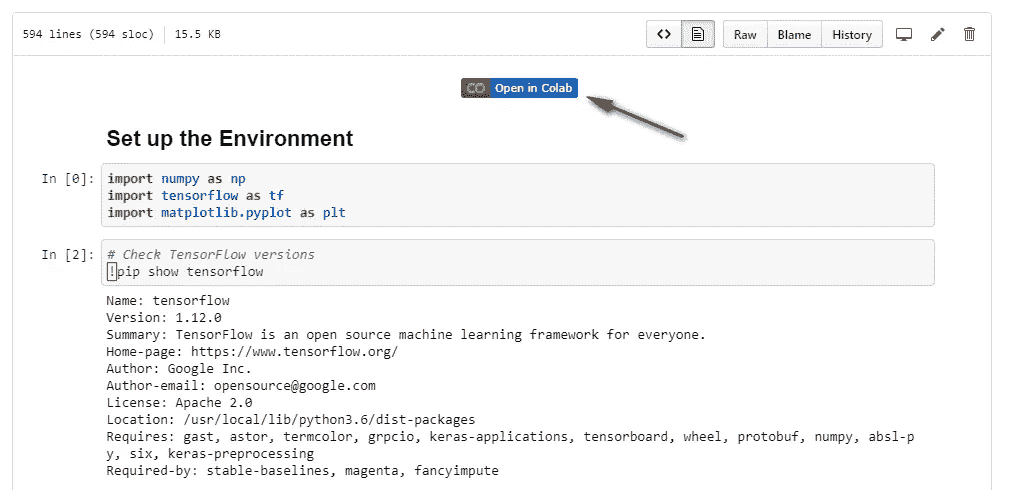 594 lines (594 sloc) 15.5 KB
<> Raw Blame History
CO Open in Colab
Set up the Environment
In [0]: import numpy as np
import tensorflow as tf
import matplotlib.pyplot as plt
In [2]: # Check TensorFlow versions
!pip show tensorflow
Name: tensorflow
Version: 1.12.0
Summary: TensorFlow is an open source machine learning framework for everyone.
Home-page: https://www.tensorflow.org/
Author: Google Inc.
Author-email: opensource@google.com
License: Apache 2.0
Location: /usr/local/lib/python3.6/dist-packages
Requires: gast, astor, termcolor, grpcio, keras-applications, tensorboard, wheel, protobuf, numpy, absl-p
y, six, keras-preprocessing
Required-by: stable-baselines, magenta, fancyimpute